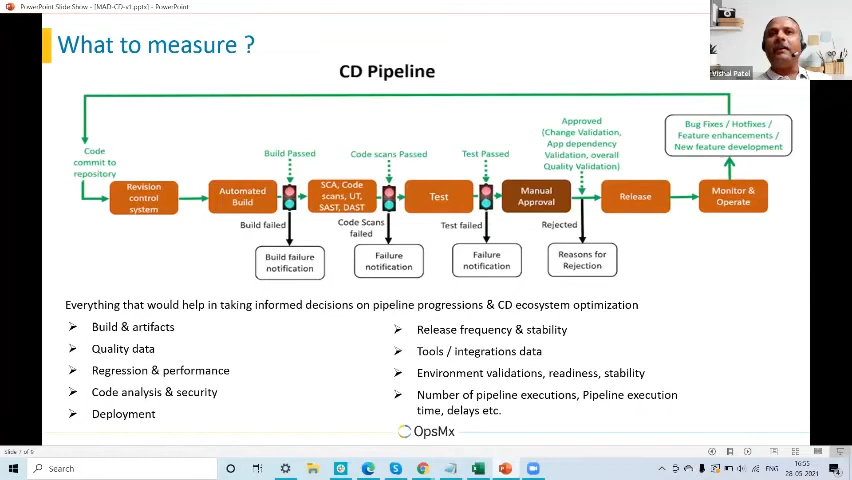 PowerPoint Slide Show - [MAD-CD-v1.pptx] - PowerPoint
What to measure ?
Vishal Patel
CD Pipeline
Code
commit to
repository
Revision
control
system
Automated
Build
Build Passed
Build failed
Build failure
notification
SCA, Code
scans, UT,
SAST, DAST
Code scans Passed
Code Scans
failed
Failure
notification
Test
Test Passed
Test failed
Failure
notification
Manual
Approval
Approved
(Change Validation,
App dependency
Validation, overall
Quality Validation)
Rejected
Reasons for
Rejection
Release
Monitor &
Operate
Bug Fixes / Hotfixes /
Feature enhancements /
New feature development
Everything that would help in taking informed decisions on pipeline progressions & CD ecosystem optimization
Build & artifacts
Quality data
Regression & performance
Code analysis & security
Deployment
Release frequency & stability
Tools / integrations data
Environment validations, readiness, stability
Number of pipeline executions, Pipeline execution
time, delays etc.
OpsMx
Slide 7 of 8
Search
ENG
16:55
28-05-2021